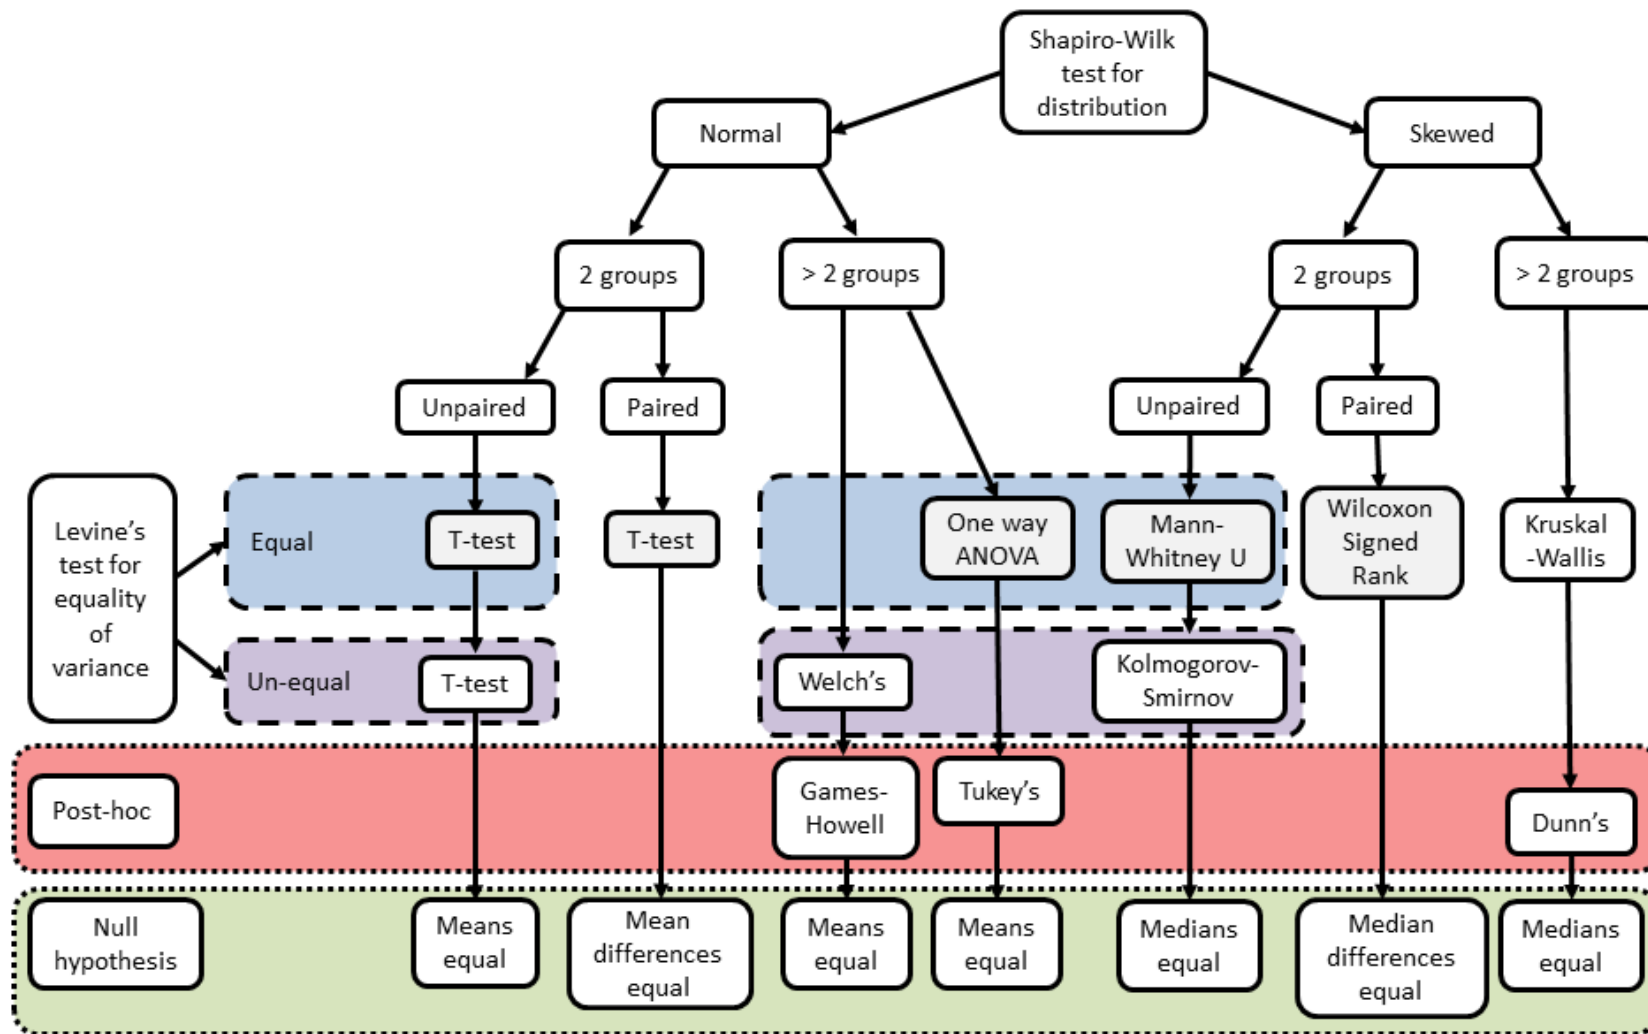 Shapiro-Wilk
test for
distribution
Normal
Skewed
2 groups
> 2 groups
2 groups
> 2 groups
Unpaired
Paired
Unpaired
Paired
Levine's
test for
equality
of
variance
Equal
T-test
T-test
One way
ANOVA
Mann-
Whitney U
Wilcoxon
Signed
Rank
Kruskal
-Wallis
Un-equal
T-test
Welch's
Kolmogorov-
Smirnov
Post-hoc
Games-
Howell
Tukey's
Dunn's
Null
hypothesis
Means
equal
Mean
differences
equal
Means
equal
Means
equal
Medians
equal
Median
differences
equal
Medians
equal